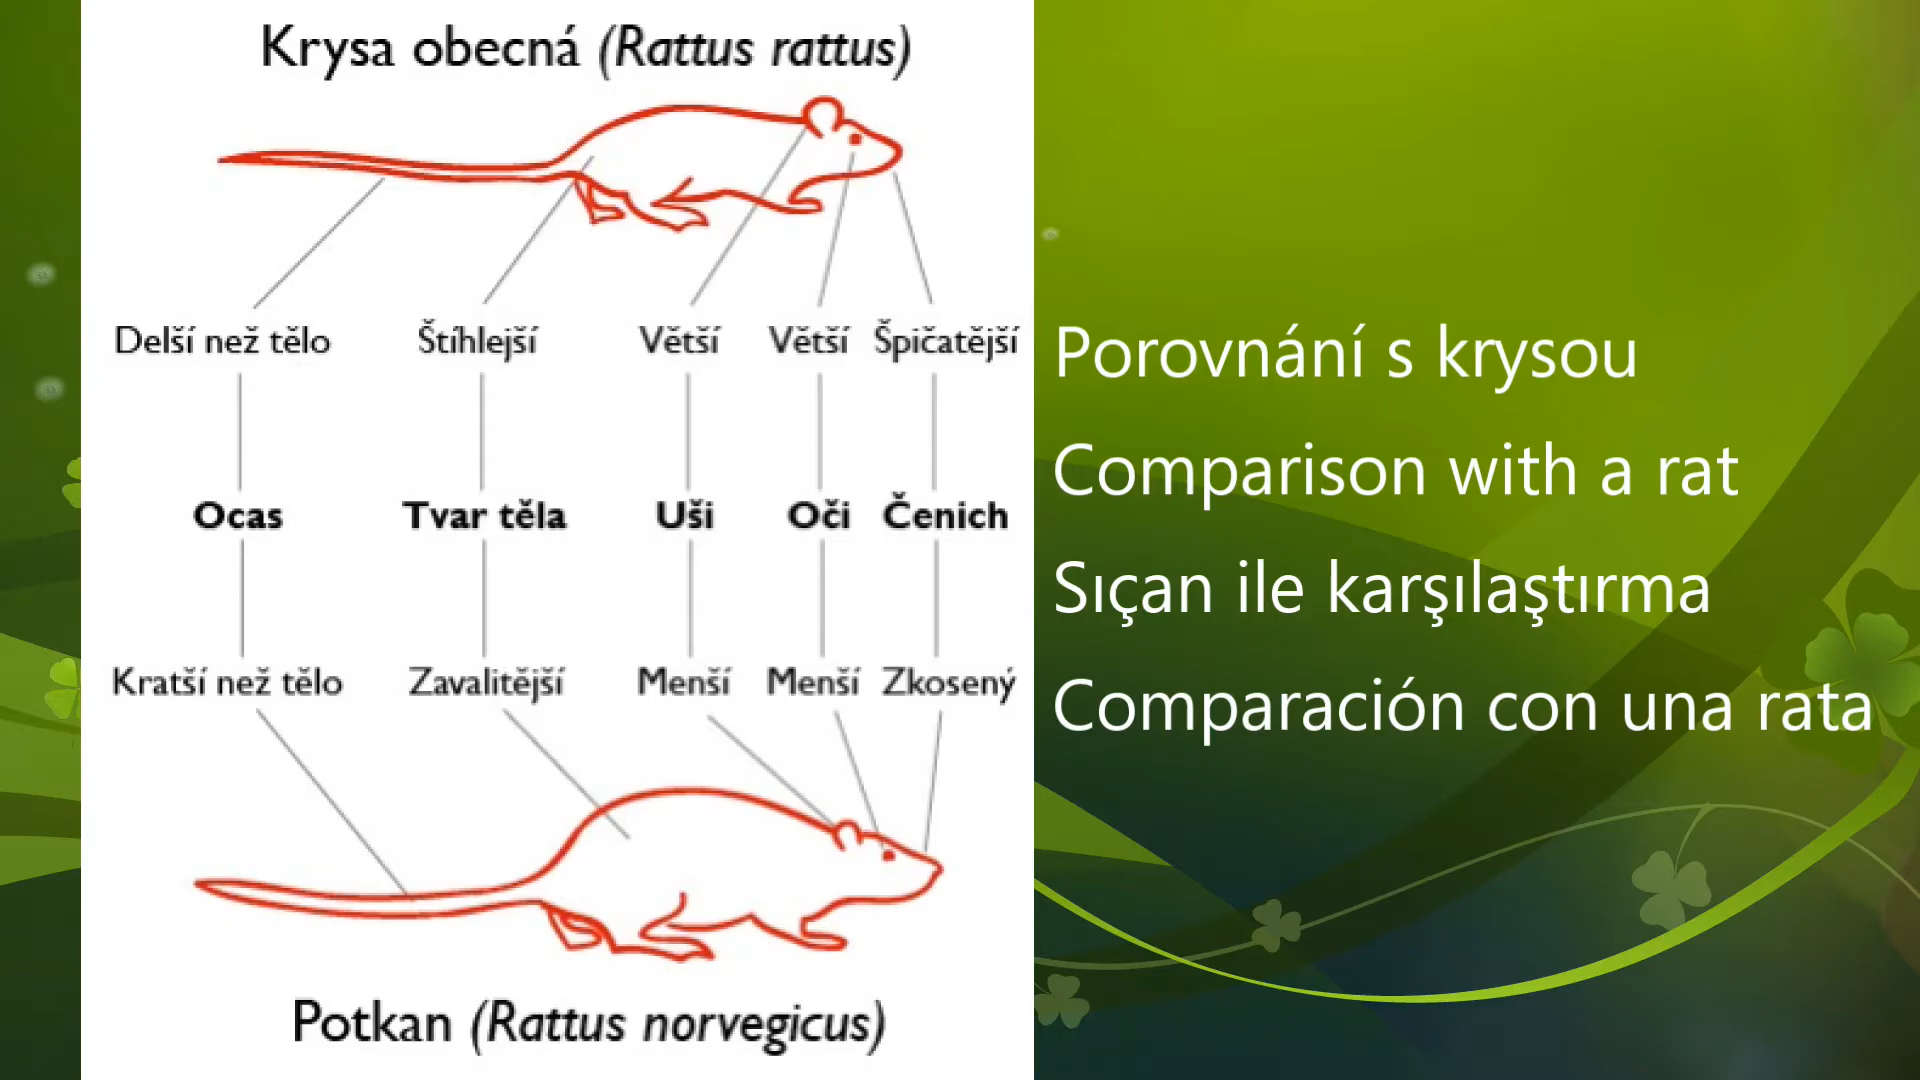 Krysa obecná (Rattus rattus)
Delší než tělo Štíhlejší Větší Větší Špičatější
Ocas Tvar těla Uši Oči Čenich
Kratší než tělo Zavalitější Menší Menší Zkosený
Potkan (Rattus norvegicus)
Porovnání s krysou
Comparison with a rat
Sıçan ile karşılaştırma
Comparación con una rata